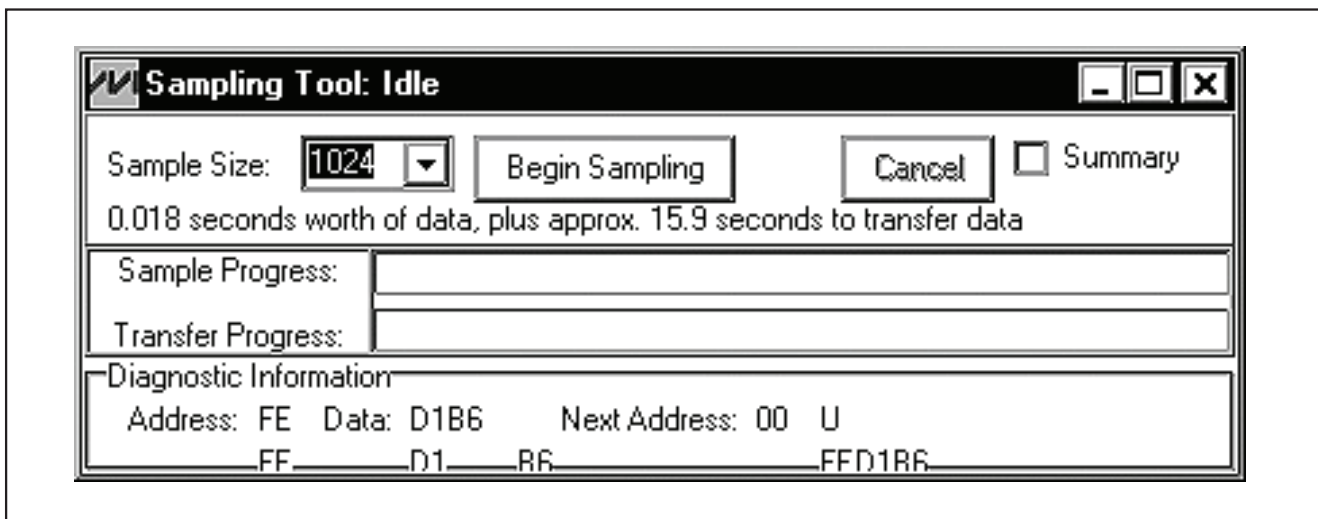 Sampling Tool: Idle
Sample Size: 1024 Begin Sampling Cancel Summary
0.018 seconds worth of data, plus approx. 15.9 seconds to transfer data
Sample Progress:
Transfer Progress:
Diagnostic Information
Address: FE Data: D1B6 Next Address: 00 U
FE D1 B6 FED1B6